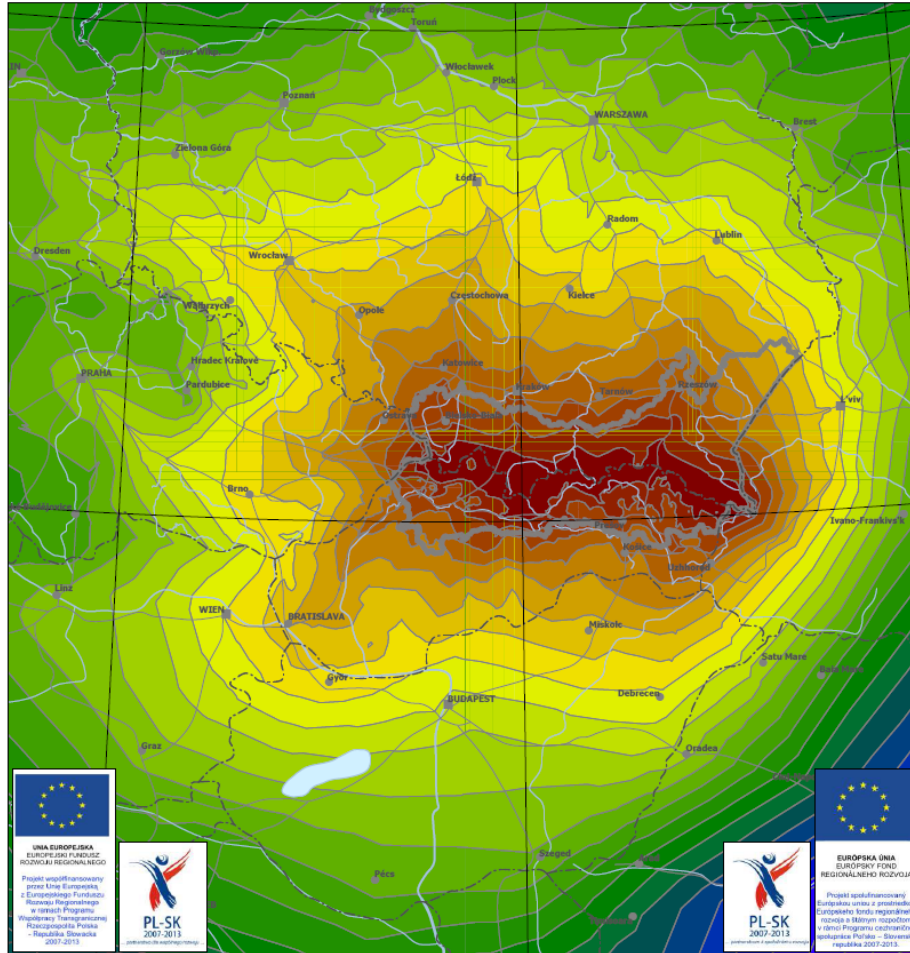 Bydgoszcz
Toruń
Gorzów Wlkp.
IN
Włocławek
Płock
Poznań
WARSZAWA
Brest
Zielona Góra
Łódź
Radom
Lublin
Dresden
Wrocław
Wałbrzych
Częstochowa
Kielce
Opole
Hradec Králové
Katowice
PRAHA
Pardubice
Kraków
Tarnów
Rzeszów
L'viv
Ostrava
Bielsko-Biała
Brno
Ivano-Frankivs'k
Košice
Uzhhorod
Linz
WIEN
BRATISLAVA
Miskolc
Satu Mare
Baia Mare
Győr
Debrecen
BUDAPEST
Graz
Oradea
Szeged
Pécs
UNIA EUROPEJSKA
EUROPEJSKI FUNDUSZ
ROZWOJU REGIONALNEGO
Projekt współfinansowany
przez Unię Europejską
z Europejskiego Funduszu
Rozwoju Regionalnego
w ramach Programu
Współpracy Transgranicznej
Rzeczpospolita Polska
– Republika Słowacka
2007-2013
PL-SK
2007-2013
PL-SK
2007-2013
EURÓPSKA ÚNIA
EURÓPSKY FOND
REGIONÁLNEHO ROZVOJA
Projekt spolufinancovaný
Európskou úniou z prostriedkov
Európskeho fondu regionálneho
rozvoja a štátnym rozpočtom
v rámci Programu cezhraničnej
spolupráce Poľsko – Slovenská
republika 2007-2013.